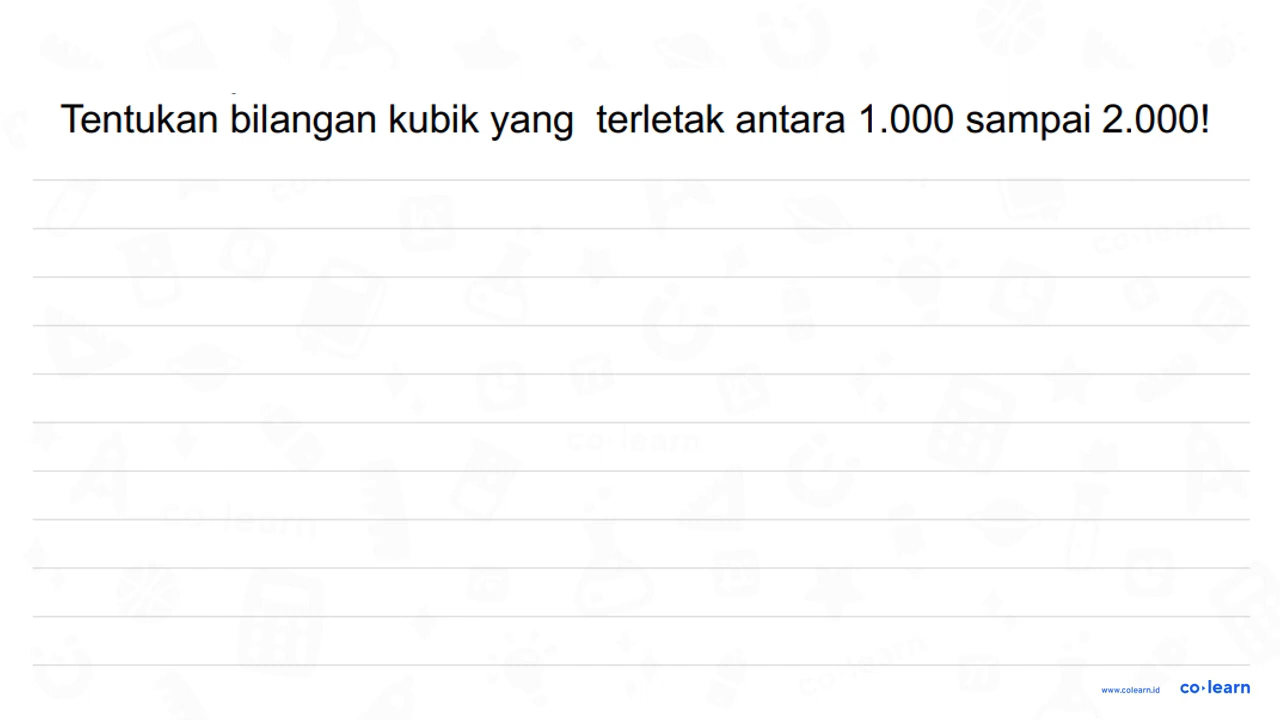 Tentukan bilangan kubik yang terletak antara 1.000 sampai 2.000!
www.colearn.id co·learn